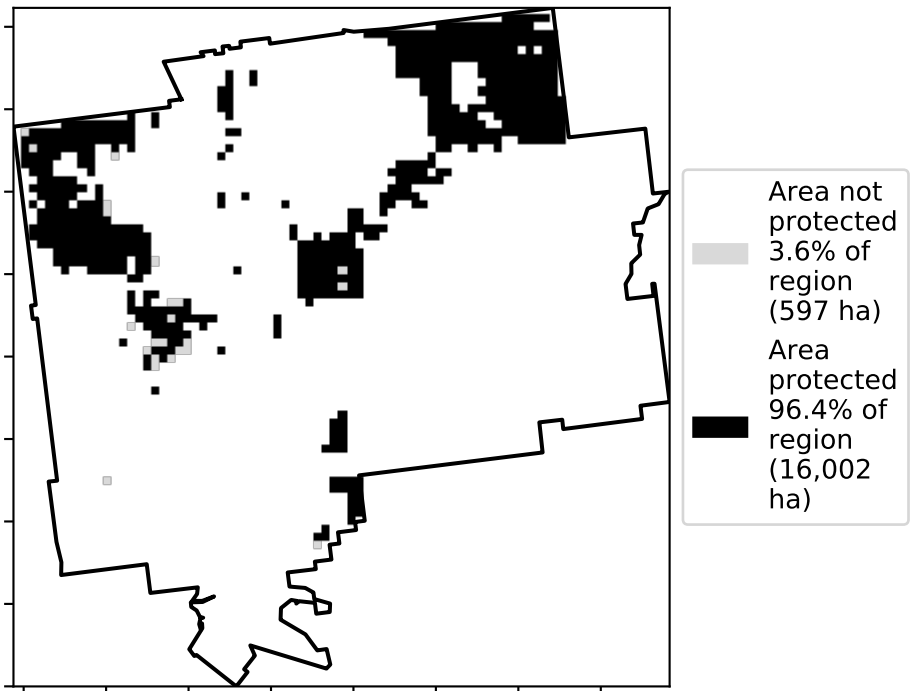 Area not
protected
3.6% of
region
(597 ha)
Area
protected
96.4% of
region
(16,002
ha)